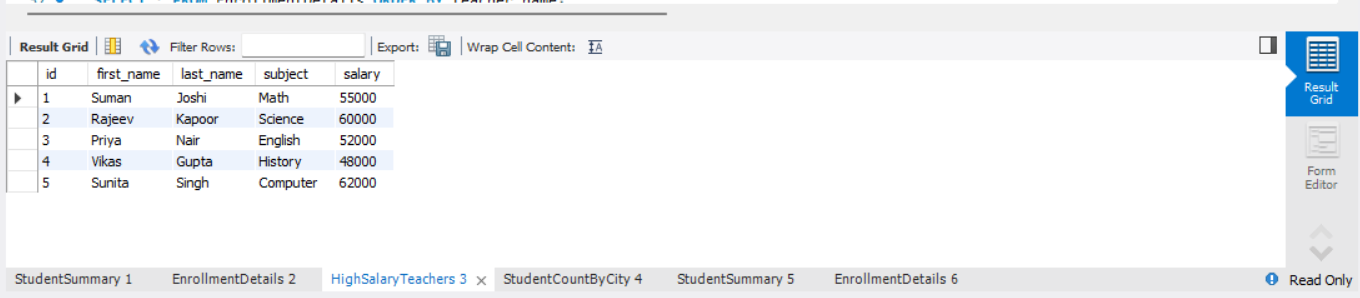 Result Grid Filter Rows: Export: Wrap Cell Content: IA
id first_name last_name subject salary
1 Suman Joshi Math 55000
2 Rajeev Kapoor Science 60000
3 Priya Nair English 52000
4 Vikas Gupta History 48000
5 Sunita Singh Computer 62000
Result
Grid
Form
Editor
StudentSummary 1 EnrollmentDetails 2 HighSalaryTeachers 3 × StudentCountByCity 4 StudentSummary 5 EnrollmentDetails 6 Read Only